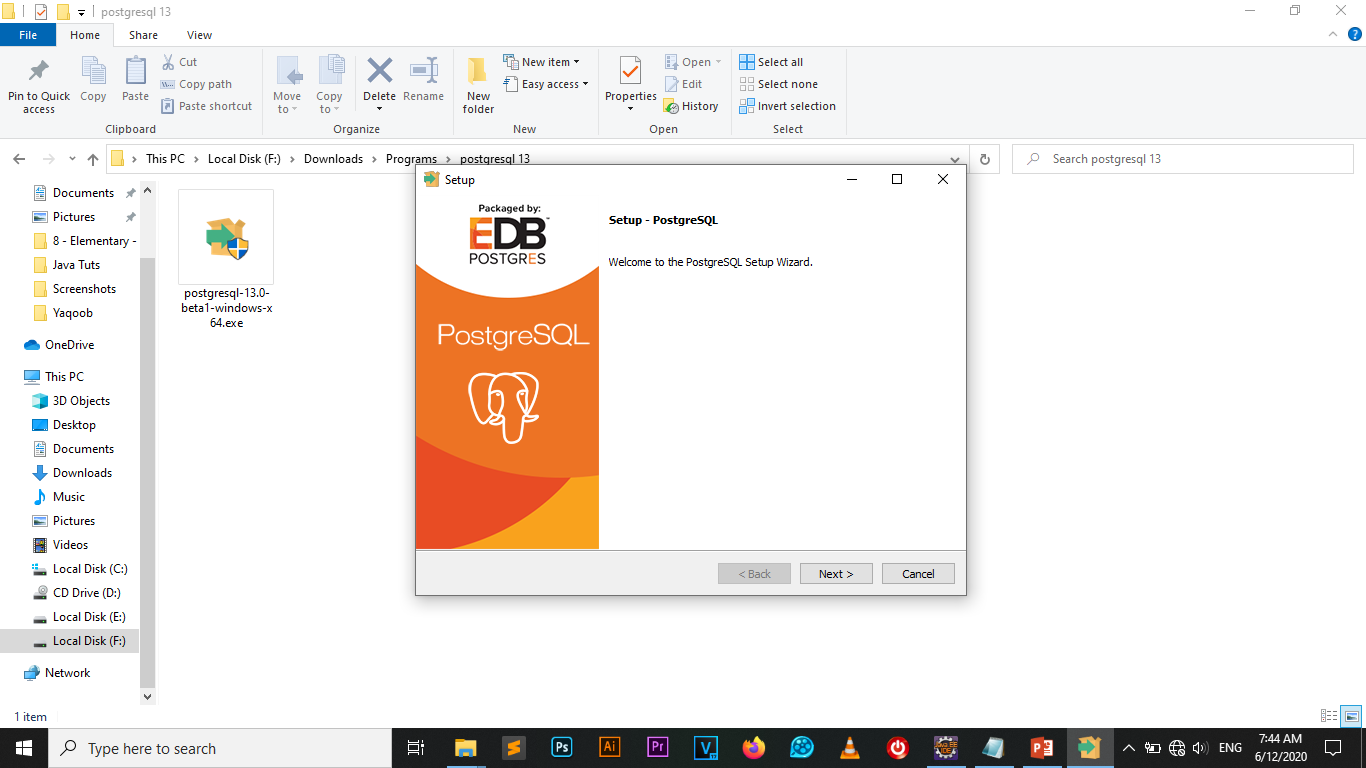 postgresql 13
File Home Share View
Pin to Quick access
Copy
Paste
Cut
Copy path
Paste shortcut
Clipboard
Move to
Copy to
Delete
Rename
Organize
New folder
New item
Easy access
New
Properties
Open
Edit
History
Open
Select all
Select none
Invert selection
Select
This PC > Local Disk (F:) > Downloads > Programs > postgresql 13
Search postgresql 13
Documents
Pictures
8 - Elementary -
Java Tuts
Screenshots
Yaqoob
OneDrive
This PC
3D Objects
Desktop
Documents
Downloads
Music
Pictures
Videos
Local Disk (C:)
CD Drive (D:)
Local Disk (E:)
Local Disk (F:)
Network
postgresql-13.0-
beta1-windows-x
64.exe
Setup
Packaged by:
EDB
POSTGRES
PostgreSQL
Setup - PostgreSQL
Welcome to the PostgreSQL Setup Wizard.
< Back Next > Cancel
1 item
Type here to search
Ps
Ai
Pr
ENG
7:44 AM
6/12/2020